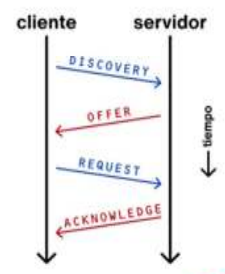 cliente servidor
DISCOVERY
OFFER
tiempo
REQUEST
ACKNOWLEDGE